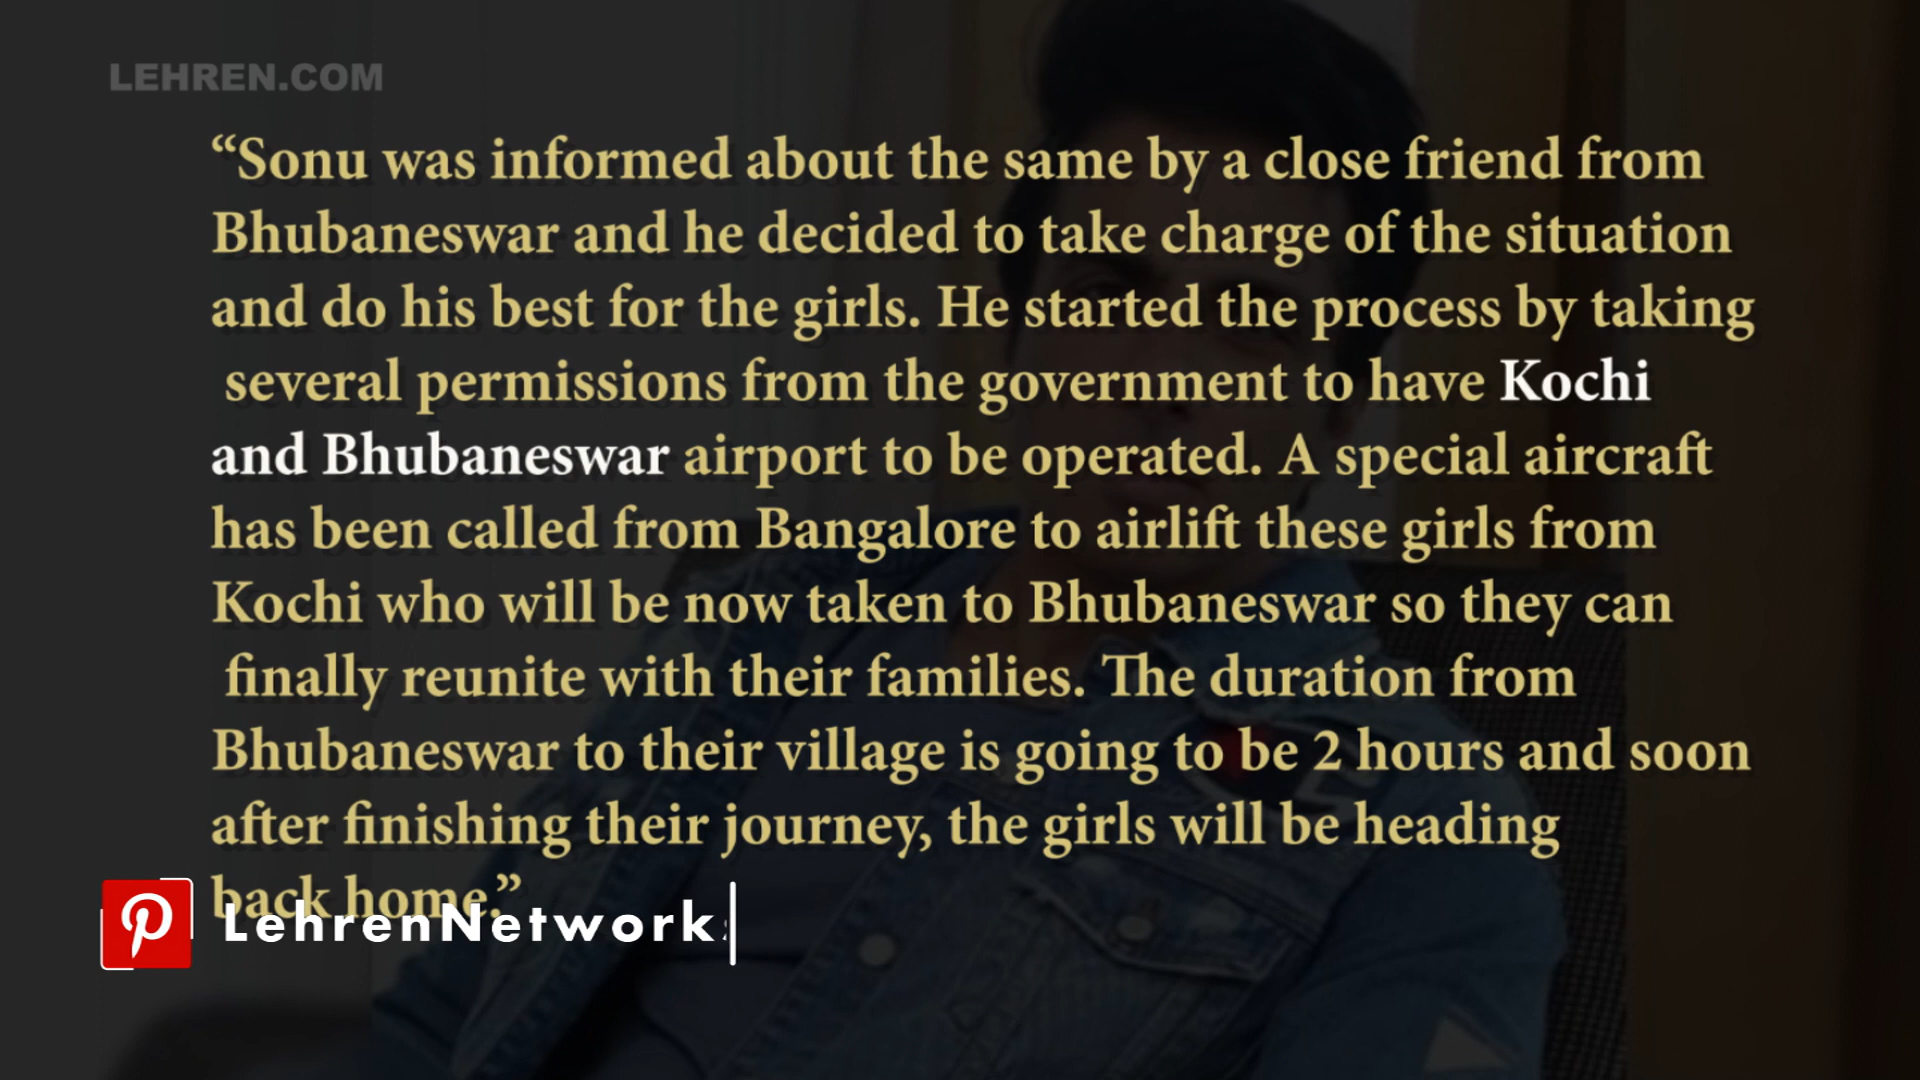 LEHREN.COM
“Sonu was informed about the same by a close friend from
Bhubaneswar and he decided to take charge of the situation
and do his best for the girls. He started the process by taking
several permissions from the government to have Kochi
and Bhubaneswar airport to be operated. A special aircraft
has been called from Bangalore to airlift these girls from
Kochi who will be now taken to Bhubaneswar so they can
finally reunite with their families. The duration from
Bhubaneswar to their village is going to be 2 hours and soon
after finishing their journey, the girls will be heading
back home.”
LehrenNetwork